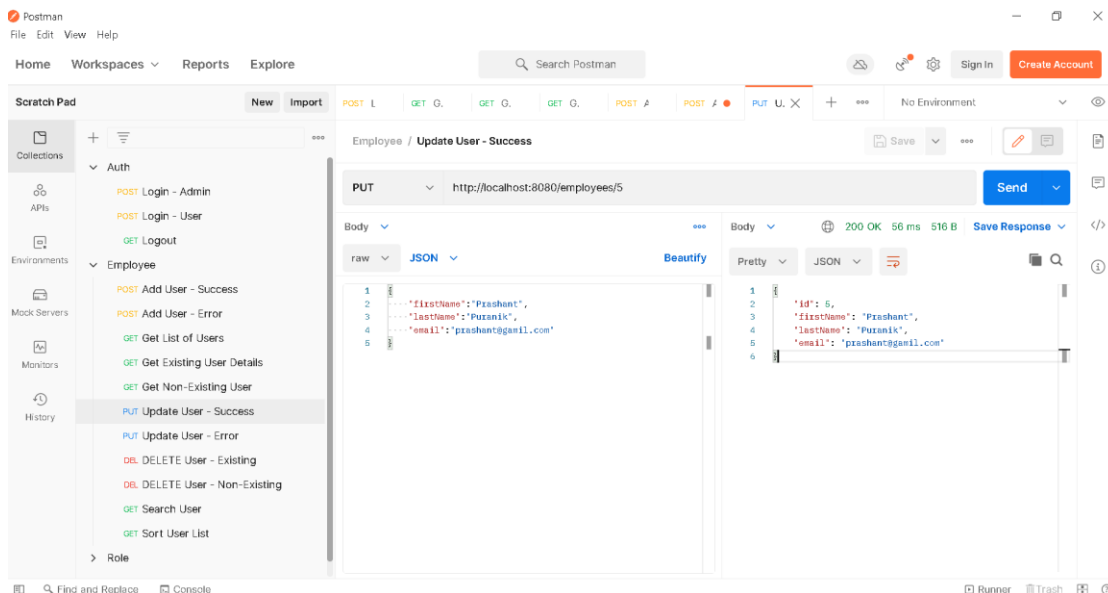 Postman
File Edit View Help
Home Workspaces Reports Explore
Search Postman
Sign In
Create Account
Scratch Pad
New Import
POST L GET G. GET G. GET G. POST A POST A PUT U.
No Environment
Collections
APIs
Environments
Mock Servers
Monitors
History
Auth
POST Login - Admin
POST Login - User
GET Logout
Employee
POST Add User - Success
POST Add User - Error
GET Get List of Users
GET Get Existing User Details
GET Get Non-Existing User
PUT Update User - Success
PUT Update User - Error
DEL DELETE User - Existing
DEL DELETE User - Non-Existing
GET Search User
GET Sort User List
Role
Employee / Update User - Success
Save
PUT http://localhost:8080/employees/5
Send
Body
raw JSON Beautify
1 {
2 "firstName":"Prashant",
3 "lastName":"Puranik",
4 "email":"prashant@gamil.com"
5 }
Body 200 OK 56 ms 516 B Save Response
Pretty JSON
1 {
2 "id": 5,
3 "firstName": "Prashant",
4 "lastName": "Puranik",
5 "email": "prashant@gamil.com"
6 }
Find and Replace Console
Runner Trash